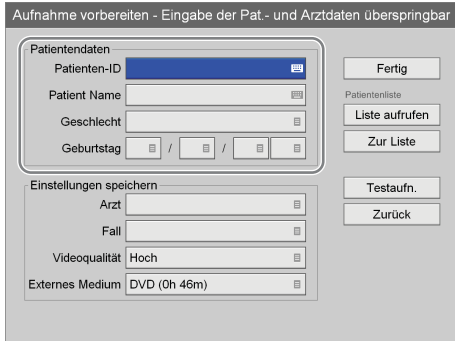 Aufnahme vorbereiten - Eingabe der Pat.- und Arztdaten überspringbar
Patientendaten
Patienten-ID
Patient Name
Geschlecht
Geburtstag / /
Einstellungen speichern
Arzt
Fall
Videoqualität Hoch
Externes Medium DVD (0h 46m)
Fertig
Patientenliste
Liste aufrufen
Zur Liste
Testaufn.
Zurück